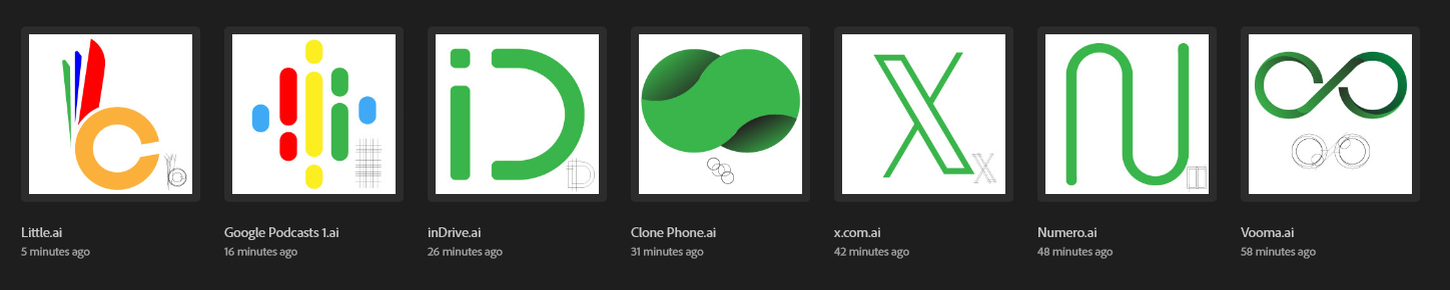 Little.ai
5 minutes ago
Google Podcasts 1.ai
16 minutes ago
inDrive.ai
26 minutes ago
Clone Phone.ai
31 minutes ago
x.com.ai
42 minutes ago
Numero.ai
48 minutes ago
Vooma.ai
58 minutes ago